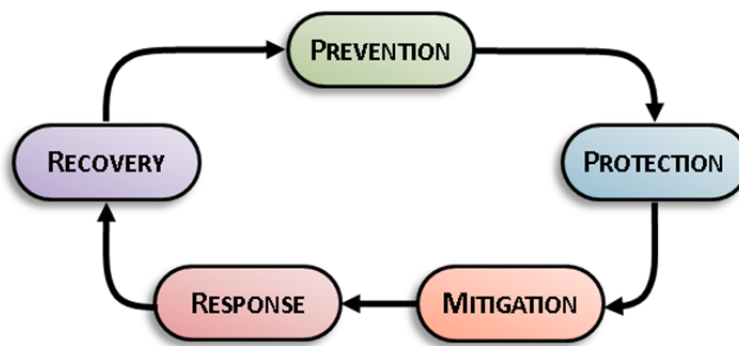 PREVENTION
PROTECTION
MITIGATION
RESPONSE
RECOVERY